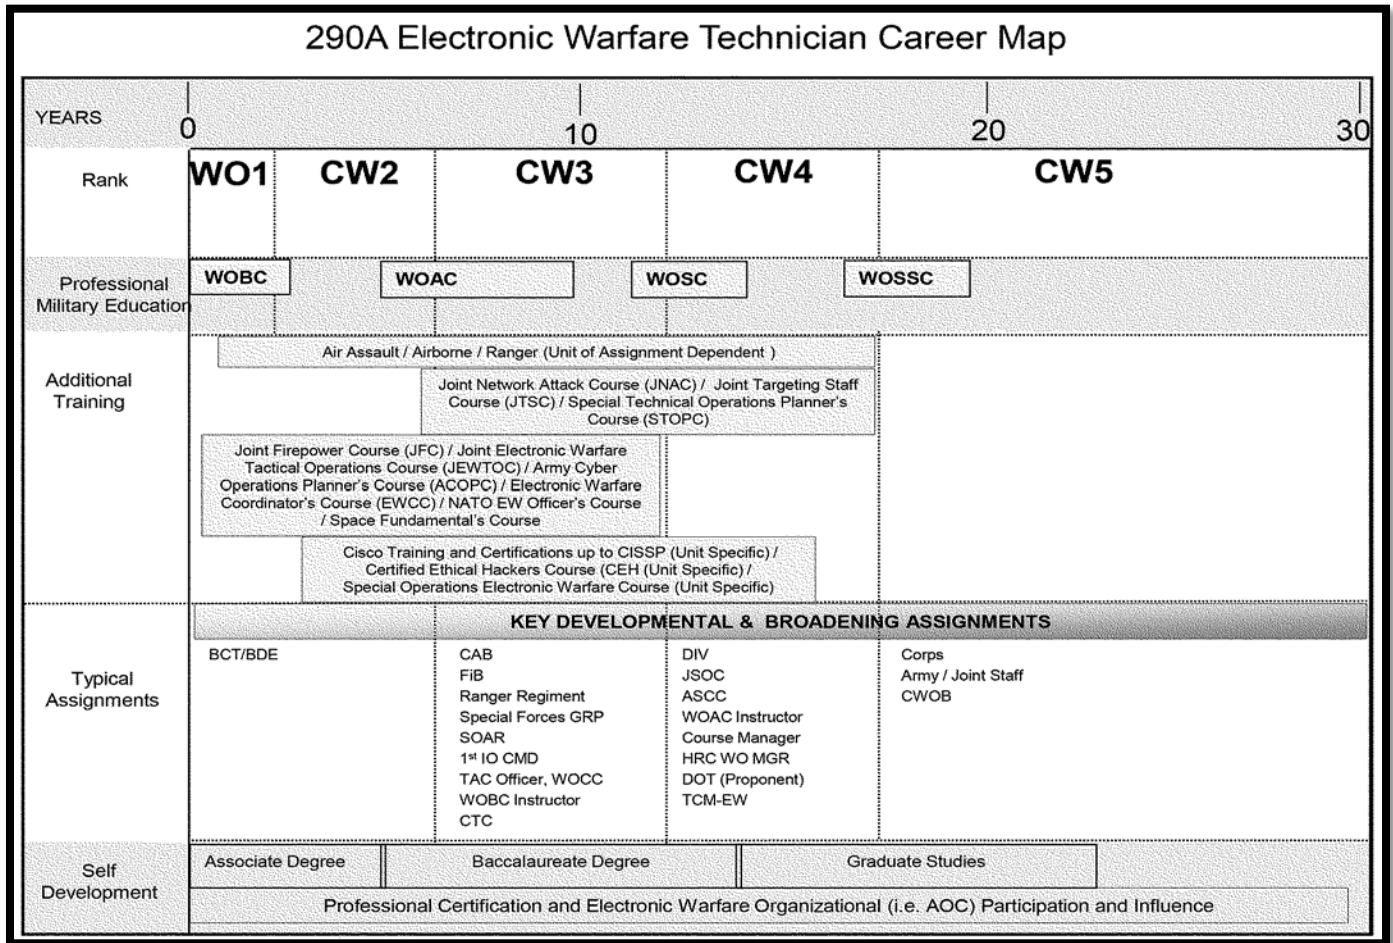 290A Electronic Warfare Technician Career Map
YEARS
0
10
20
30
Rank
WO1
CW2
CW3
CW4
CW5
Professional
Military Education
WOBC
WOAC
WOSC
WOSSC
Additional
Training
Air Assault / Airborne / Ranger (Unit of Assignment Dependent )
Joint Network Attack Course (JNAC) / Joint Targeting Staff
Course (JTSC) / Special Technical Operations Planner's
Course (STOPC)
Joint Firepower Course (JFC) / Joint Electronic Warfare
Tactical Operations Course (JEWTOC) / Army Cyber
Operations Planner's Course (ACOPC) / Electronic Warfare
Coordinator's Course (EWCC) / NATO EW Officer's Course
/ Space Fundamental's Course
Cisco Training and Certifications up to CISSP (Unit Specific) /
Certified Ethical Hackers Course (CEH (Unit Specific) /
Special Operations Electronic Warfare Course (Unit Specific)
Typical
Assignments
KEY DEVELOPMENTAL & BROADENING ASSIGNMENTS
BCT/BDE
CAB
FiB
Ranger Regiment
Special Forces GRP
SOAR
1st IO CMD
TAC Officer, WOCC
WOBC Instructor
CTC
DIV
JSOC
ASCC
WOAC Instructor
Course Manager
HRC WO MGR
DOT (Proponent)
TCM-EW
Corps
Army / Joint Staff
CWOB
Self
Development
Associate Degree
Baccalaureate Degree
Graduate Studies
Professional Certification and Electronic Warfare Organizational (i.e. AOC) Participation and Influence